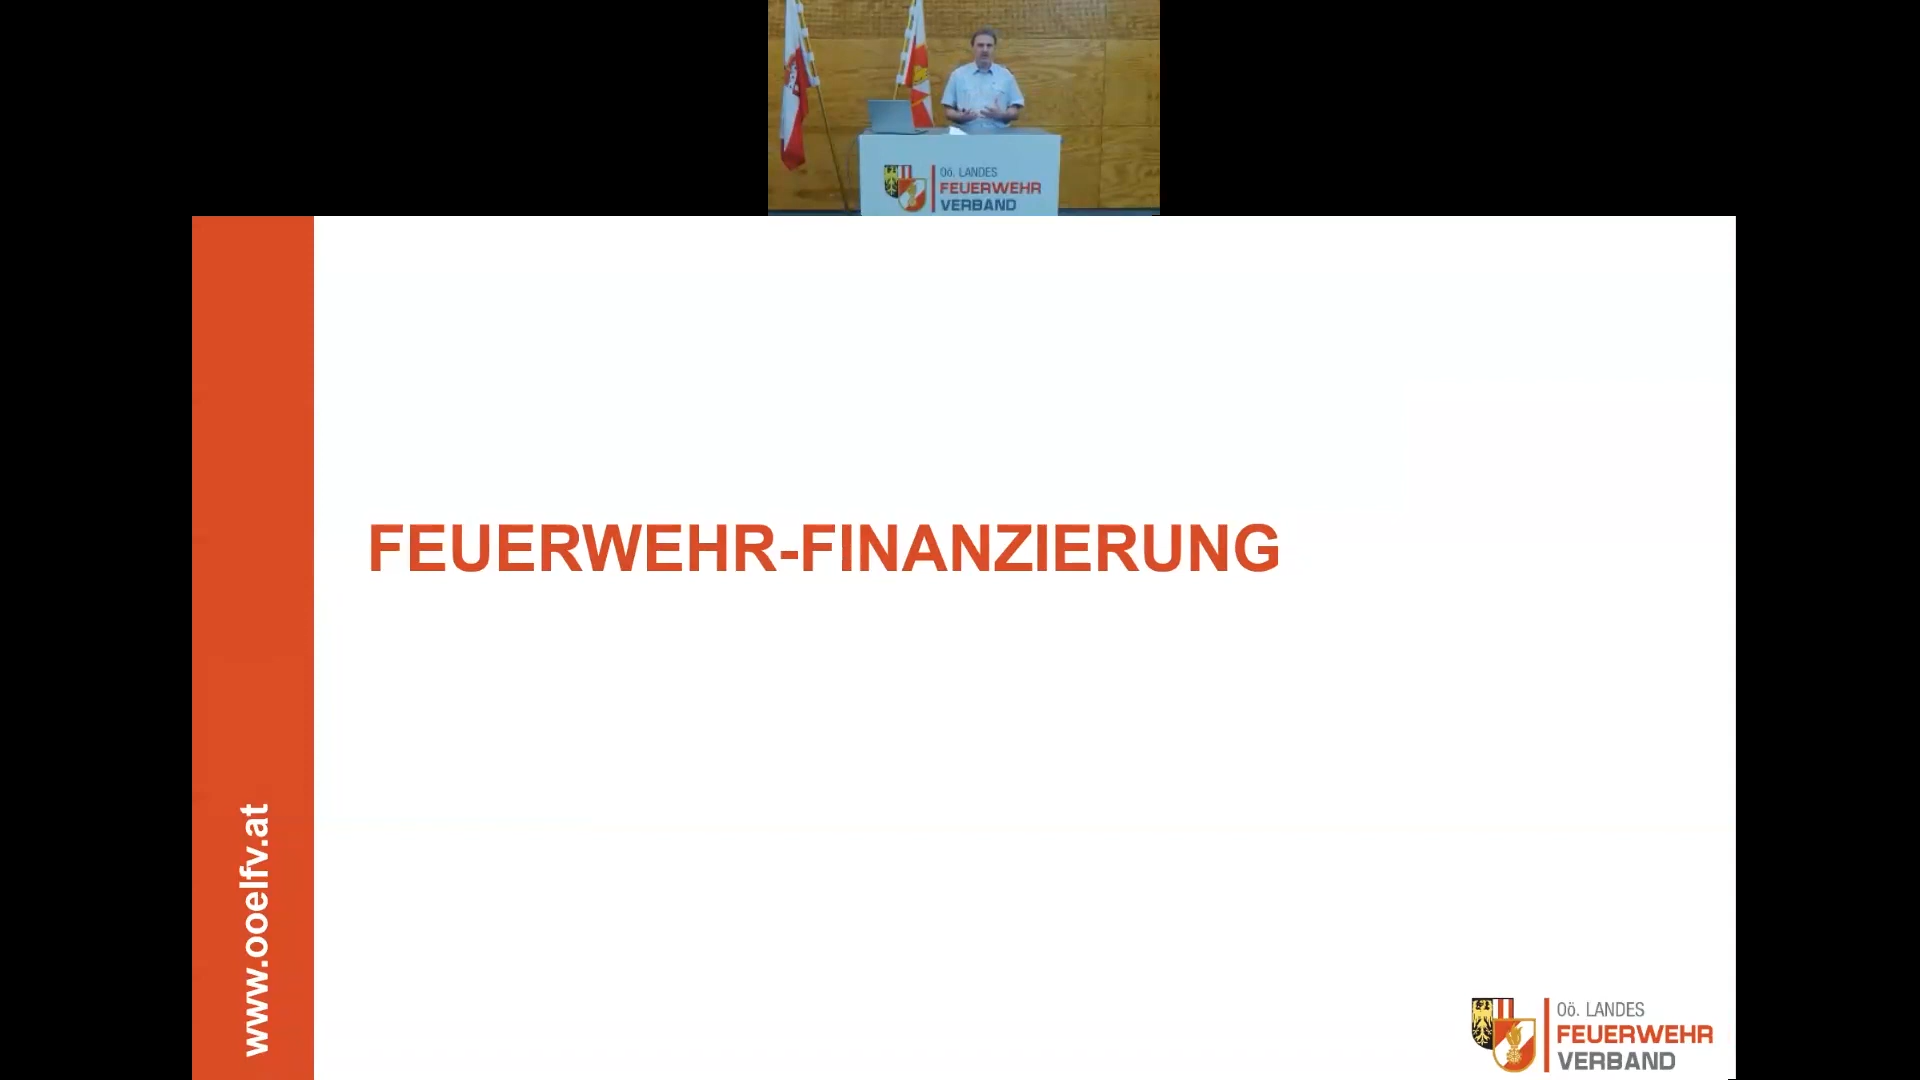 Oö. LANDES
FEUERWEHR
VERBAND
FEUERWEHR-FINANZIERUNG
www.ooelfv.at
Oö. LANDES
FEUERWEHR
VERBAND